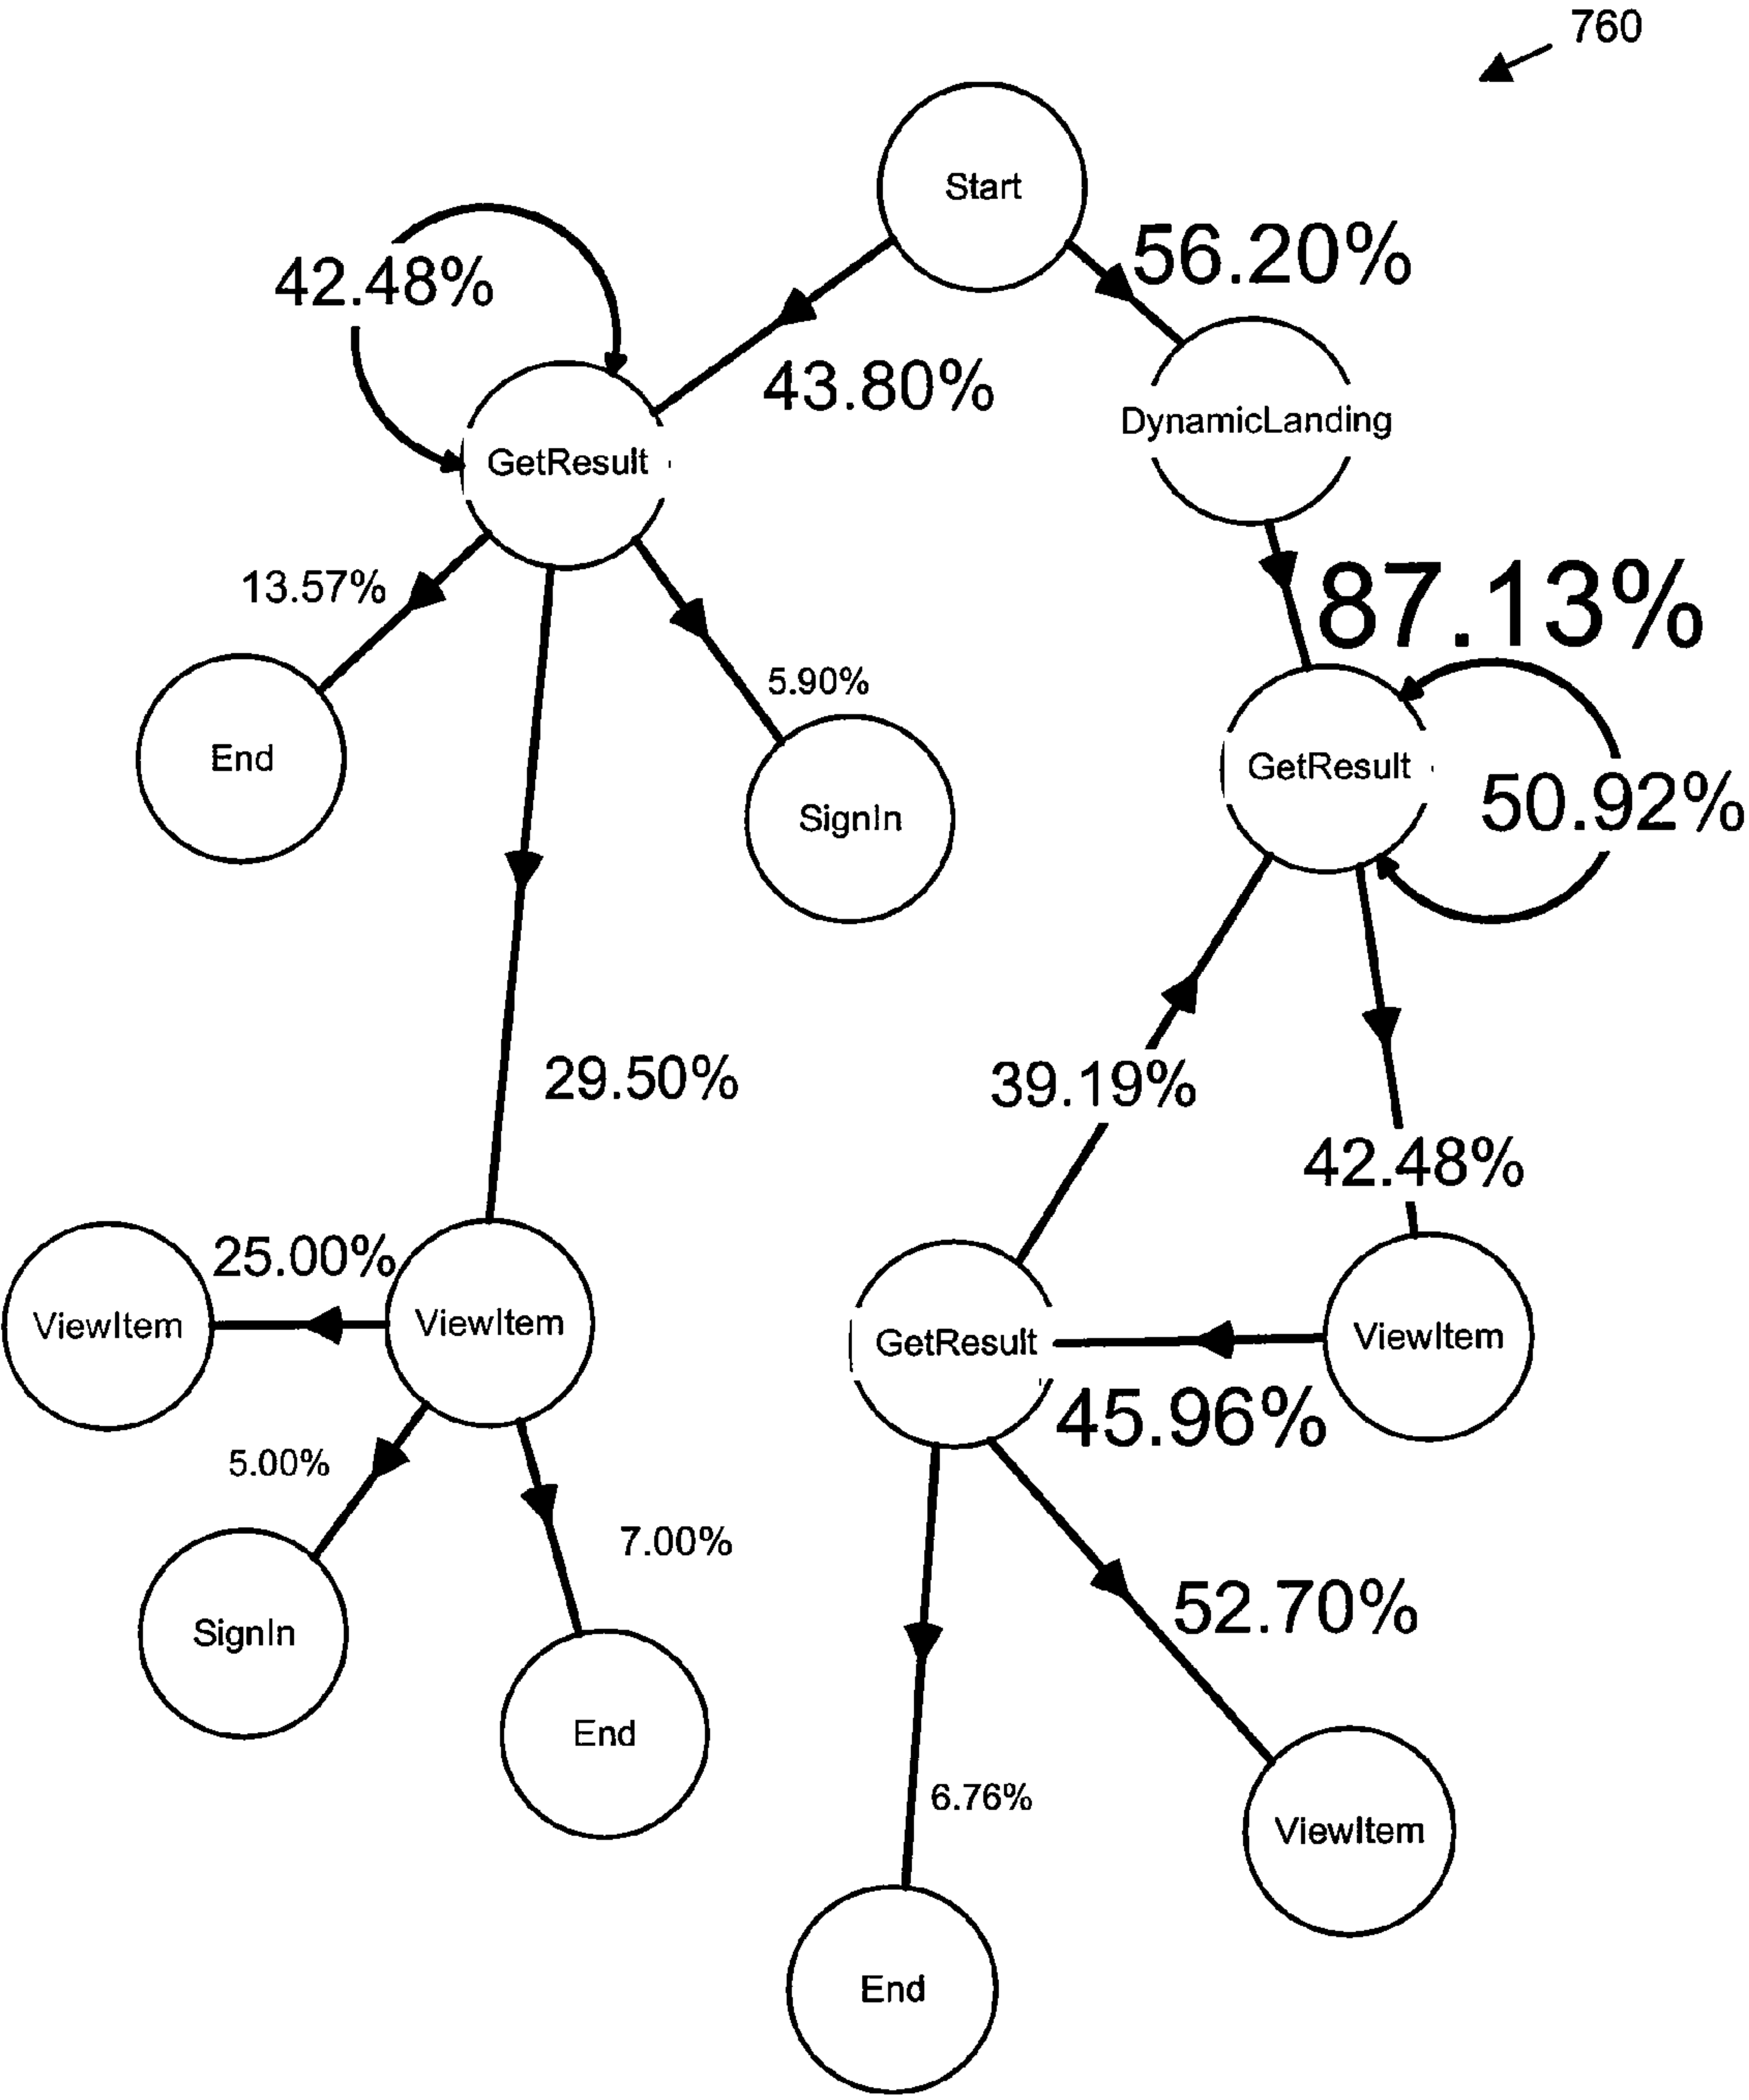 760
Start
56.20%
42.48%
43.80%
DynamicLanding
GetResult
13.57%
87.13%
5.90%
End
SignIn
GetResult
50.92%
29.50%
39.19%
42.48%
25.00%
ViewItem
ViewItem
GetResult
ViewItem
45.96%
5.00%
7.00%
52.70%
SignIn
End
6.76%
ViewItem
End